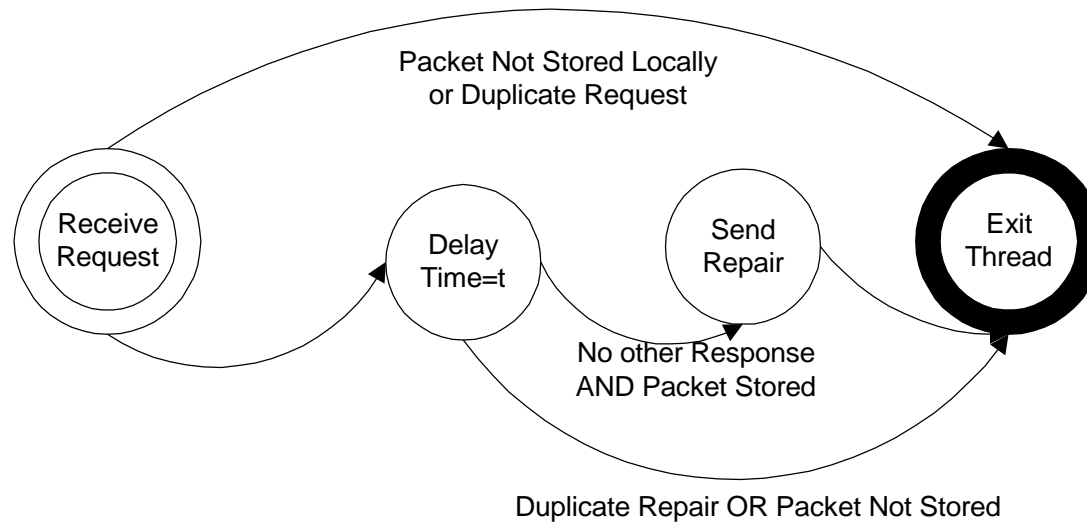 Packet Not Stored Locally
or Duplicate Request
Receive
Request
Delay
Time=t
Send
Repair
Exit
Thread
No other Response
AND Packet Stored
Duplicate Repair OR Packet Not Stored